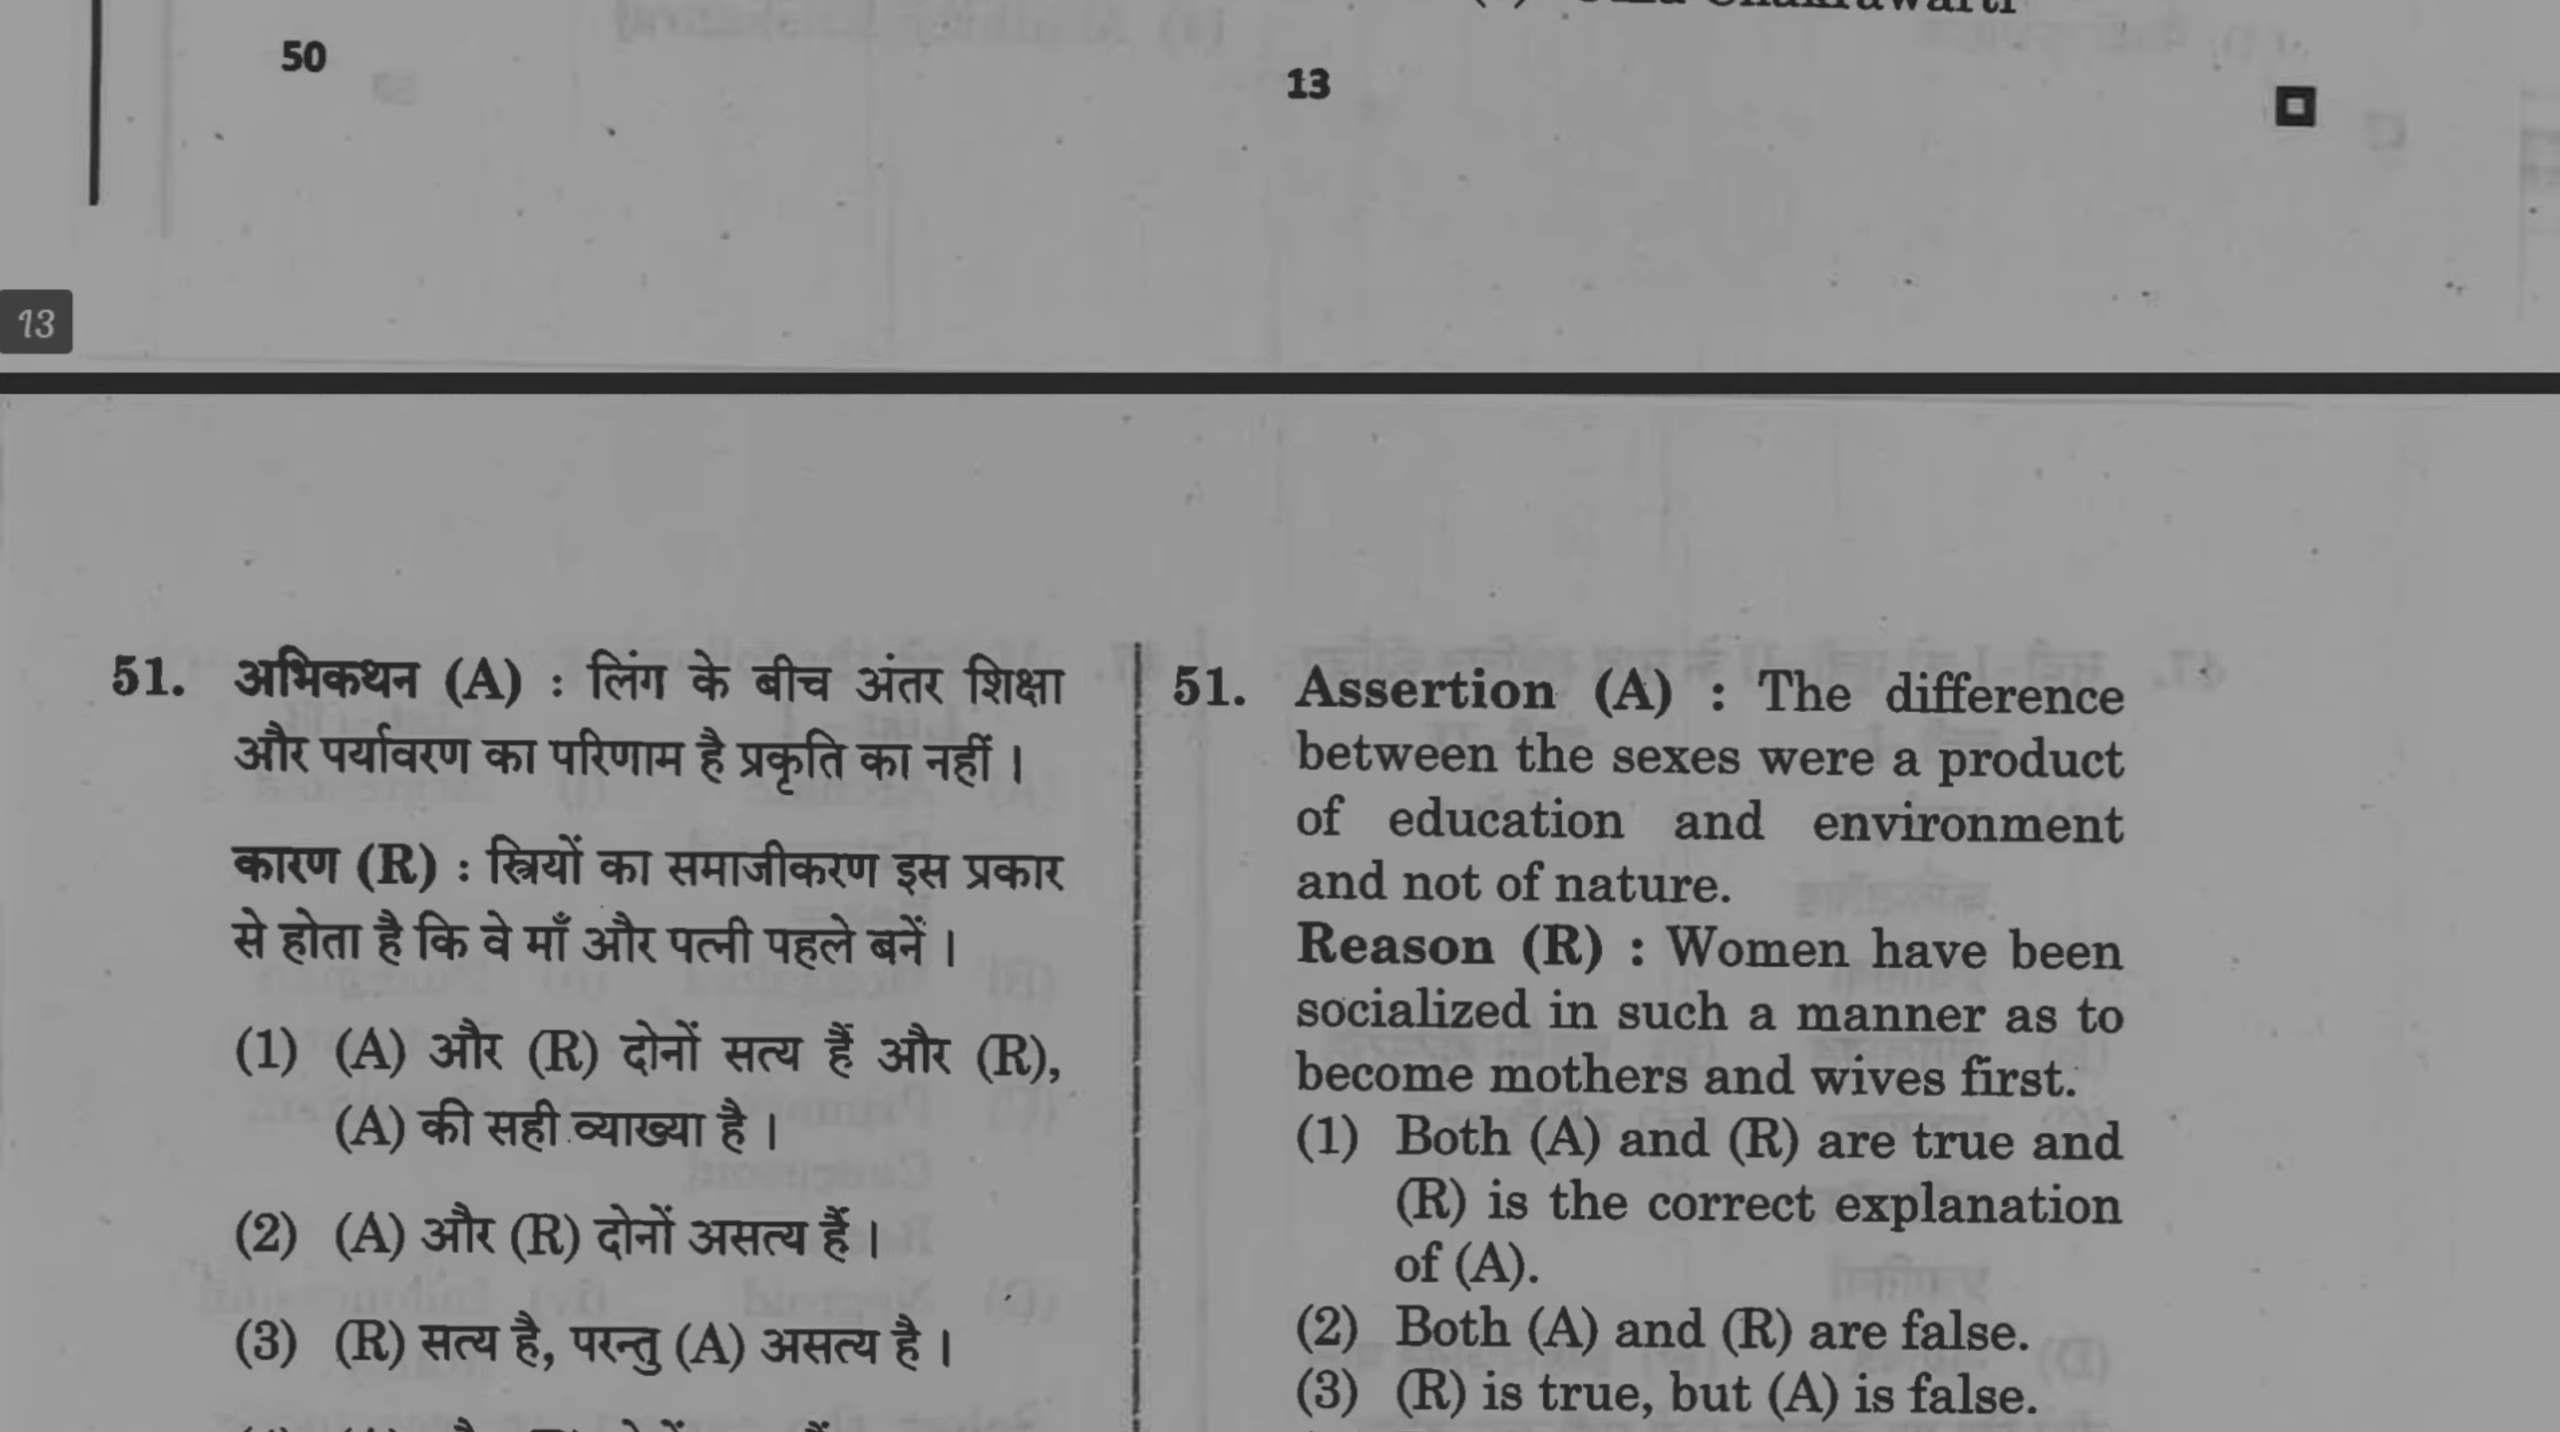 50
13
13
51. अभिकथन (A) : लिंग के बीच अंतर शिक्षा
और पर्यावरण का परिणाम है प्रकृति का नहीं ।
कारण (R) : स्त्रियों का समाजीकरण इस प्रकार
से होता है कि वे माँ और पत्नी पहले बनें ।
(1) (A) और (R) दोनों सत्य हैं और (R),
(A) की सही व्याख्या है ।
(2) (A) और (R) दोनों असत्य हैं ।
(3) (R) सत्य है, परन्तु (A) असत्य है ।
51. Assertion (A) : The difference
between the sexes were a product
of education and environment
and not of nature.
Reason (R) : Women have been
socialized in such a manner as to
become mothers and wives first.
(1) Both (A) and (R) are true and
(R) is the correct explanation
of (A).
(2) Both (A) and (R) are false.
(3) (R) is true, but (A) is false.